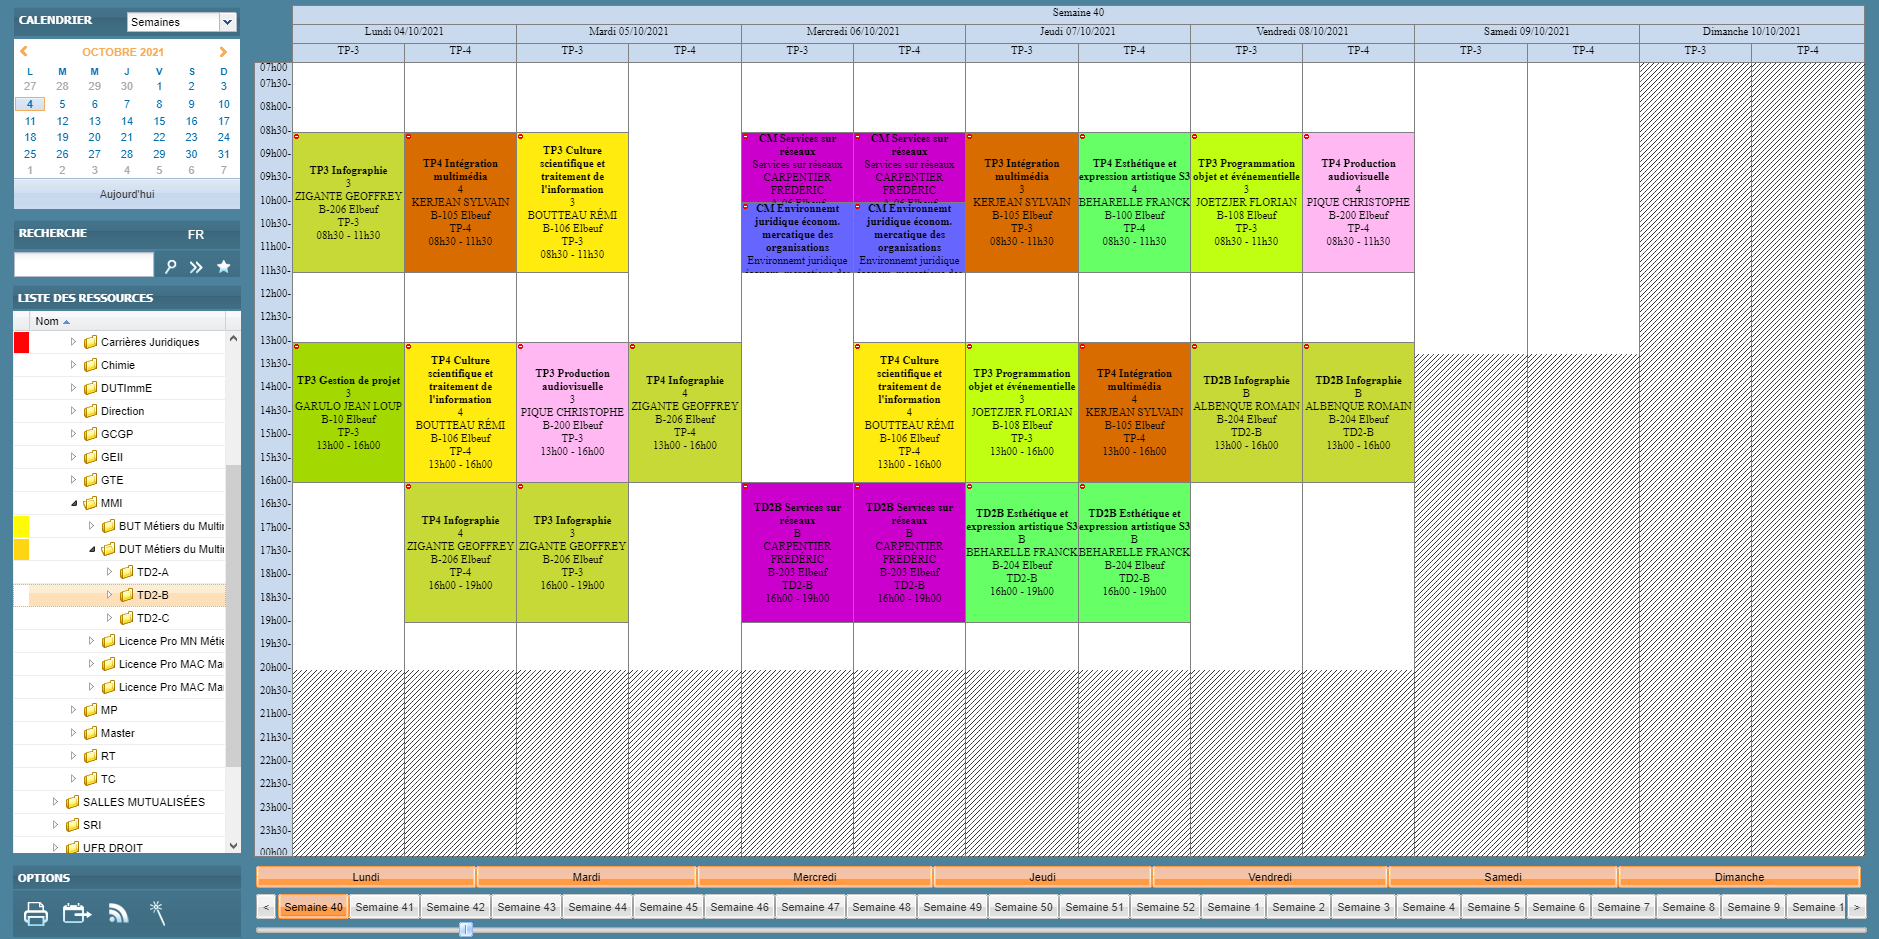 CALENDRIER
Semaines
OCTOBRE 2021
L M M J V S D
27 28 29 30 1 2 3
4 5 6 7 8 9 10
11 12 13 14 15 16 17
18 19 20 21 22 23 24
25 26 27 28 29 30 31
1 2 3 4 5 6 7
Aujourd'hui
RECHERCHE FR
LISTE DES RESSOURCES
Nom
Carrières Juridiques
Chimie
DUTImmE
Direction
GCGP
GEII
GTE
MMI
BUT Métiers du Multin
DUT Métiers du Multin
TD2-A
TD2-B
TD2-C
Licence Pro MN Métie
Licence Pro MAC Mar
Licence Pro MAC Mar
MP
Master
RT
TC
SALLES MUTUALISÉES
SRI
UFR DROIT
OPTIONS
Semaine 40
Lundi 04/10/2021 Mardi 05/10/2021 Mercredi 06/10/2021 Jeudi 07/10/2021 Vendredi 08/10/2021 Samedi 09/10/2021 Dimanche 10/10/2021
TP-3 TP-4 TP-3 TP-4 TP-3 TP-4 TP-3 TP-4 TP-3 TP-4 TP-3 TP-4 TP-3 TP-4
07h00
07h30-
08h00-
08h30-
09h00-
09h30-
10h00-
10h30-
11h00-
11h30-
12h00-
12h30-
13h00-
13h30-
14h00-
14h30-
15h00-
15h30-
16h00-
16h30-
17h00-
17h30-
18h00-
18h30-
19h00-
19h30-
20h00-
20h30-
21h00-
21h30-
22h00-
22h30-
23h00-
23h30-
00h00
TP3 Infographie
3
ZIGANTE GEOFFREY
B-206 Elbeuf
TP-3
08h30 - 11h30
TP4 Intégration
multimédia
4
KERJEAN SYLVAIN
B-105 Elbeuf
TP-4
08h30 - 11h30
TP3 Culture
scientifique et
traitement de
l'information
3
BOUTTEAU RÉMI
B-106 Elbeuf
TP-3
08h30 - 11h30
CM Services sur
réseaux
Services sur réseaux
CARPENTIER
FRÉDÉRIC
CM Services sur
réseaux
Services sur réseaux
CARPENTIER
FRÉDÉRIC
CM Environnemt
juridique économ.
mercatique des
organisations
Environnemt juridique
économ. mercatique des
CM Environnemt
juridique économ.
mercatique des
organisations
Environnemt juridique
économ. mercatique des
TP3 Intégration
multimédia
3
KERJEAN SYLVAIN
B-105 Elbeuf
TP-3
08h30 - 11h30
TP4 Esthétique et
expression artistique S3
4
BEHARELLE FRANCK
B-100 Elbeuf
TP-4
08h30 - 11h30
TP3 Programmation
objet et événementielle
3
JOETZJER FLORIAN
B-108 Elbeuf
TP-3
08h30 - 11h30
TP4 Production
audiovisuelle
4
PIQUE CHRISTOPHE
B-200 Elbeuf
TP-4
08h30 - 11h30
TP3 Gestion de projet
3
GARULO JEAN LOUP
B-10 Elbeuf
TP-3
13h00 - 16h00
TP4 Culture
scientifique et
traitement de
l'information
4
BOUTTEAU RÉMI
B-106 Elbeuf
TP-4
13h00 - 16h00
TP3 Production
audiovisuelle
3
PIQUE CHRISTOPHE
B-200 Elbeuf
TP-3
13h00 - 16h00
TP4 Infographie
4
ZIGANTE GEOFFREY
B-206 Elbeuf
TP-4
13h00 - 16h00
TP4 Culture
scientifique et
traitement de
l'information
4
BOUTTEAU RÉMI
B-106 Elbeuf
TP-4
13h00 - 16h00
TP3 Programmation
objet et événementielle
3
JOETZJER FLORIAN
B-108 Elbeuf
TP-3
13h00 - 16h00
TP4 Intégration
multimédia
4
KERJEAN SYLVAIN
B-105 Elbeuf
TP-4
13h00 - 16h00
TD2B Infographie
B
ALBENQUE ROMAIN
B-204 Elbeuf
TD2-B
13h00 - 16h00
TD2B Infographie
B
ALBENQUE ROMAIN
B-204 Elbeuf
TD2-B
13h00 - 16h00
TP4 Infographie
4
ZIGANTE GEOFFREY
B-206 Elbeuf
TP-4
16h00 - 19h00
TP3 Infographie
3
ZIGANTE GEOFFREY
B-206 Elbeuf
TP-3
16h00 - 19h00
TD2B Services sur
réseaux
B
CARPENTIER
FRÉDÉRIC
B-203 Elbeuf
TD2-B
16h00 - 19h00
TD2B Services sur
réseaux
B
CARPENTIER
FRÉDÉRIC
B-203 Elbeuf
TD2-B
16h00 - 19h00
TD2B Esthétique et
expression artistique S3
B
BEHARELLE FRANCK
B-204 Elbeuf
TD2-B
16h00 - 19h00
TD2B Esthétique et
expression artistique S3
B
BEHARELLE FRANCK
B-204 Elbeuf
TD2-B
16h00 - 19h00
Lundi Mardi Mercredi Jeudi Vendredi Samedi Dimanche
< Semaine 40 Semaine 41 Semaine 42 Semaine 43 Semaine 44 Semaine 45 Semaine 46 Semaine 47 Semaine 48 Semaine 49 Semaine 50 Semaine 51 Semaine 52 Semaine 1 Semaine 2 Semaine 3 Semaine 4 Semaine 5 Semaine 6 Semaine 7 Semaine 8 Semaine 9 Semaine 1 >